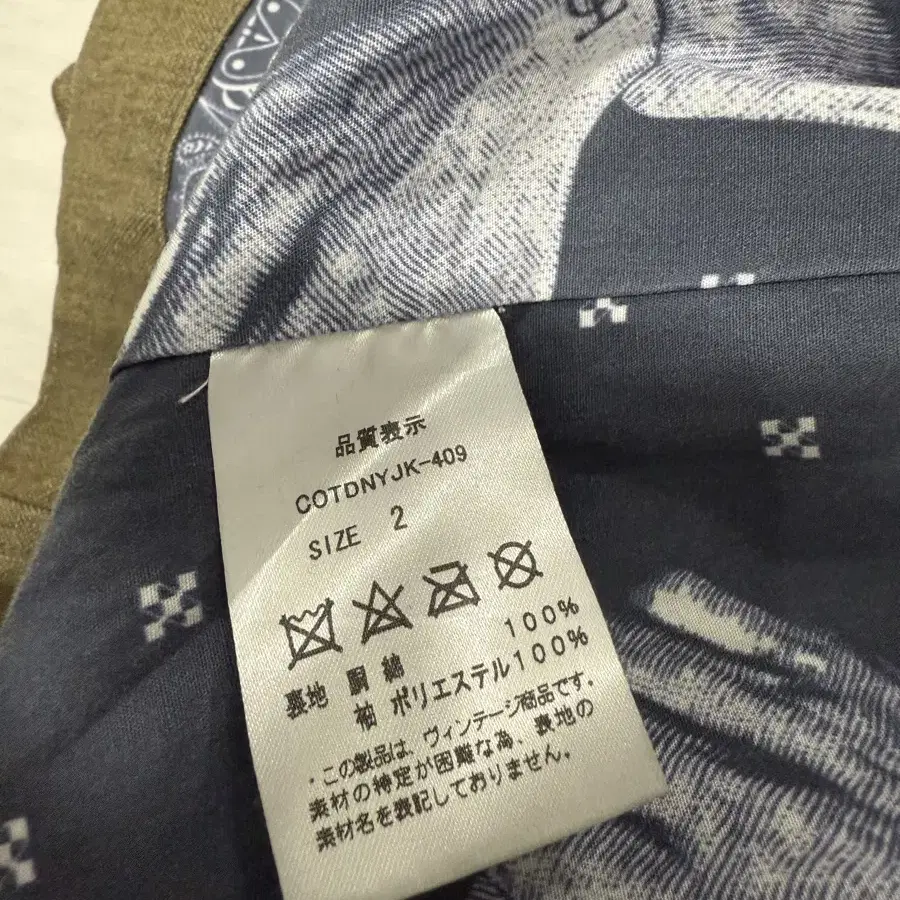 品質表示
COTDNYJK-409
SIZE 2
裏地 胴 綿 100%
袖 ポリエステル100%
・この製品は、ヴィンテージ商品です。
素材の特定が困難な為、表地の
素材名を表記しておりません。